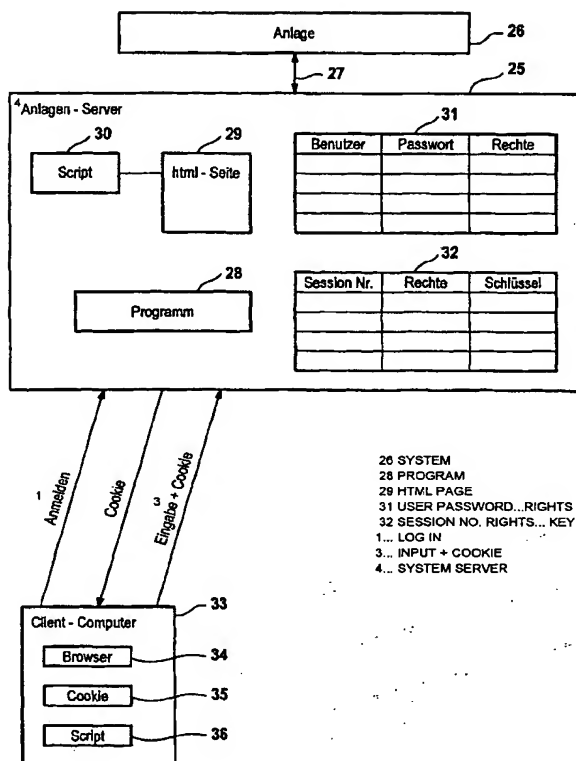 Anlage
26
27
25
4 Anlagen - Server
30
29
31
Script
html - Seite
Benutzer Passwort Rechte
32
28
Session Nr. Rechte Schlüssel
Programm
1 Anmelden
Cookie
3 Eingabe + Cookie
26 SYSTEM
28 PROGRAM
29 HTML PAGE
31 USER PASSWORD...RIGHTS
32 SESSION NO. RIGHTS... KEY
1... LOG IN
3... INPUT + COOKIE
4... SYSTEM SERVER
33
Client - Computer
Browser 34
Cookie 35
Script 36